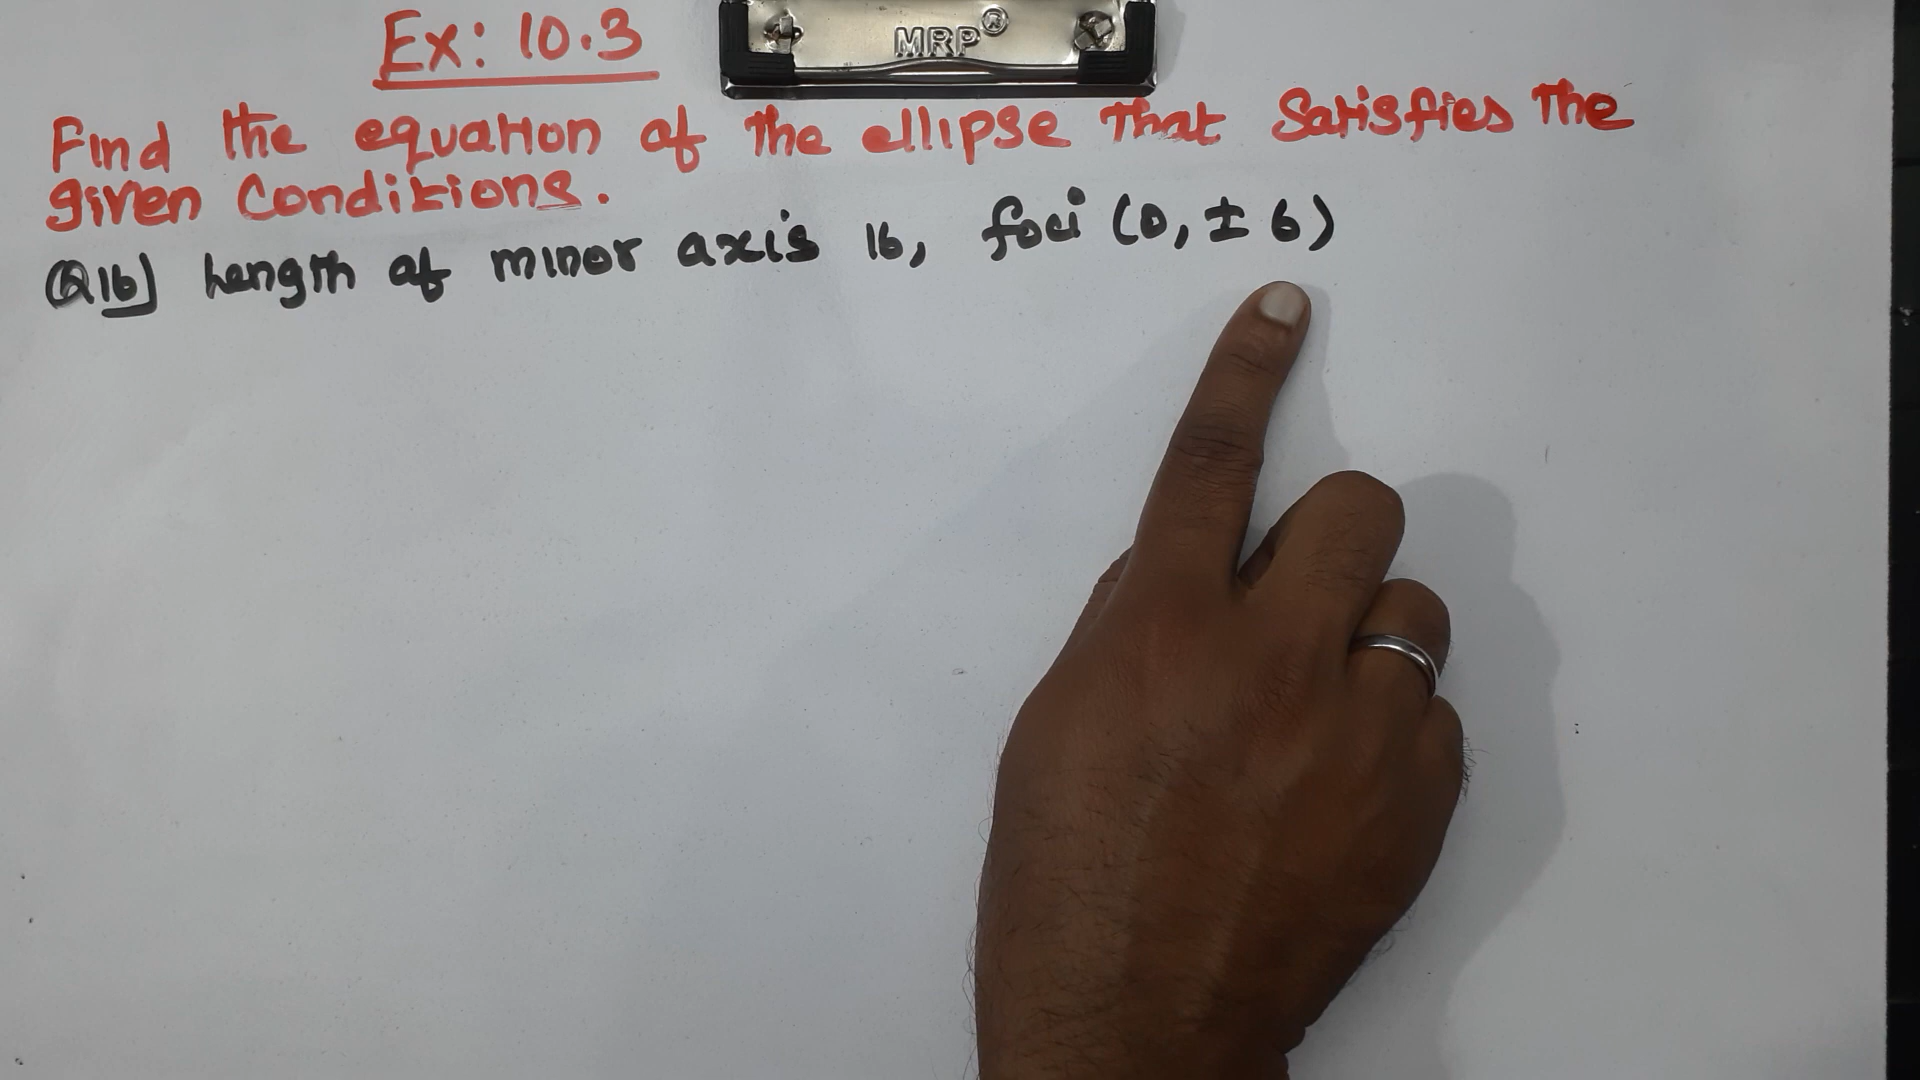 Ex: 10.3
MRP®
Find the equation of the ellipse that satisfies the
given conditions.
Q16] Length of minor axis 16, foci (0, ± 6)